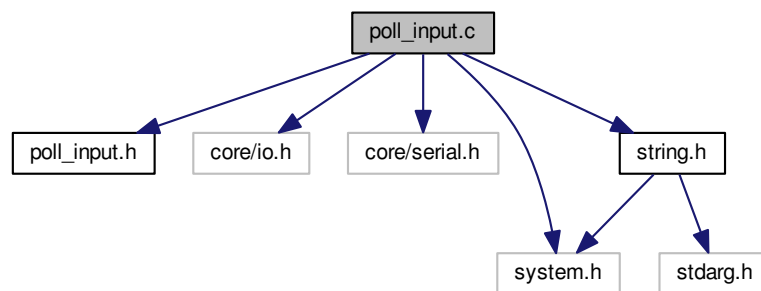 poll_input.c
poll_input.h
core/io.h
core/serial.h
string.h
system.h
stdarg.h